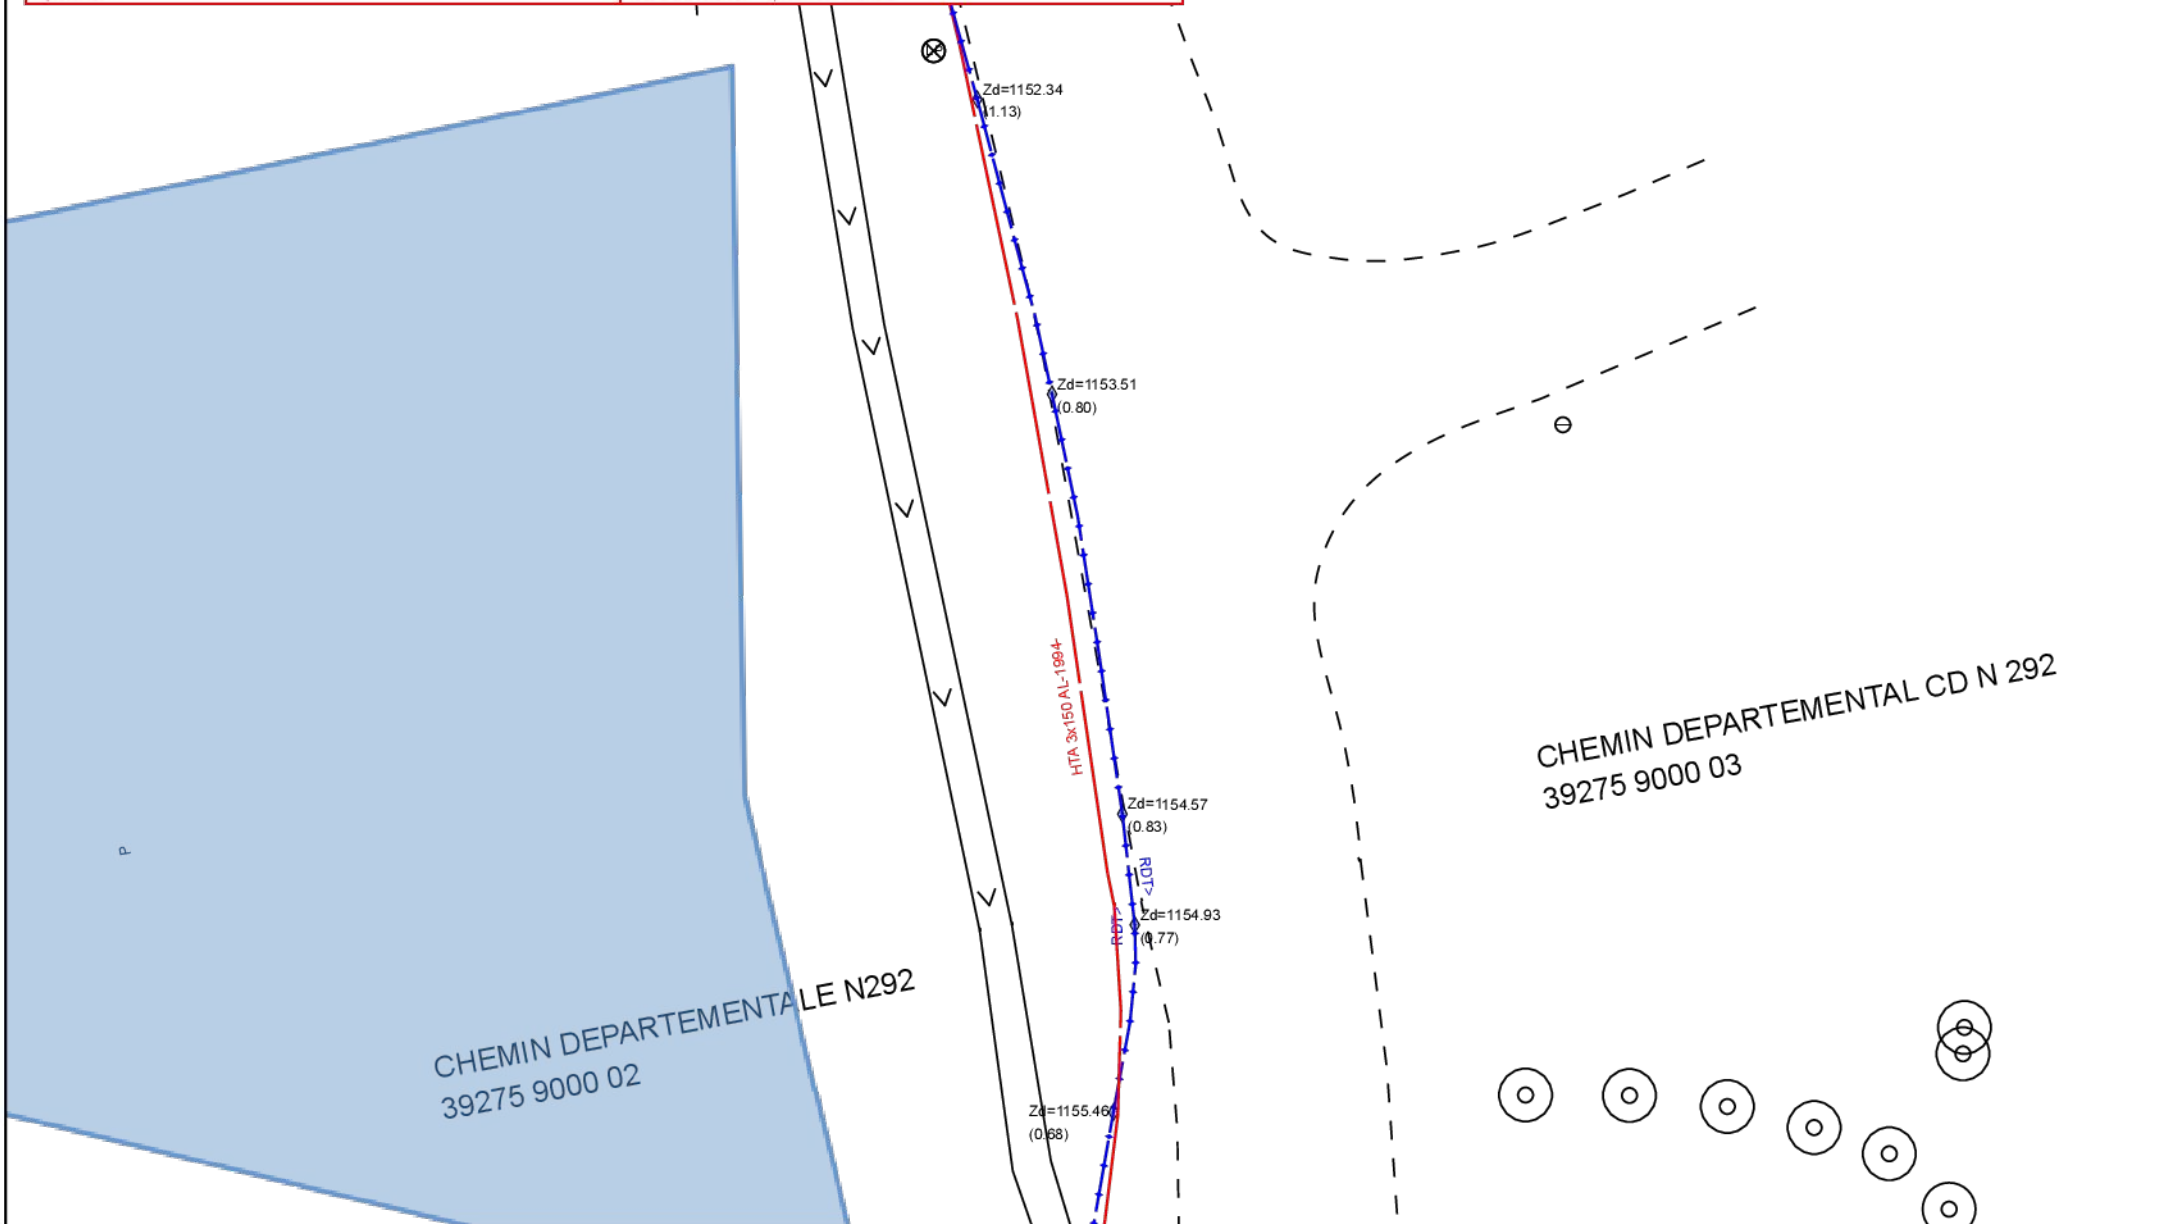 Zd=1152.34
(1.13)
Zd=1153.51
(0.80)
HTA 3x150 AL-1994-
CHEMIN DEPARTEMENTAL CD N 292
39275 9000 03
Zd=1154.57
(0.83)
P
RDT>
RDT>
Zd=1154.93
(0.77)
CHEMIN DEPARTEMENTALE N292
39275 9000 02
Zd=1155.46
(0.68)